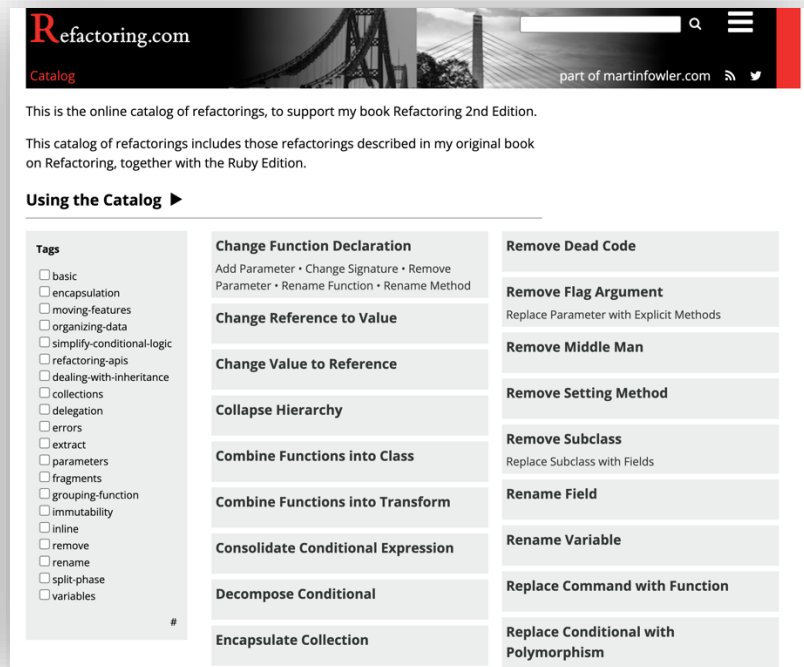 Refactoring.com
Catalog
part of martinfowler.com
This is the online catalog of refactorings, to support my book Refactoring 2nd Edition.
This catalog of refactorings includes those refactorings described in my original book
on Refactoring, together with the Ruby Edition.
Using the Catalog ▶
Tags
basic
encapsulation
moving-features
organizing-data
simplify-conditional-logic
refactoring-apis
dealing-with-inheritance
collections
delegation
errors
extract
parameters
fragments
grouping-function
immutability
inline
remove
rename
split-phase
variables
#
Change Function Declaration
Add Parameter • Change Signature • Remove
Parameter • Rename Function • Rename Method
Change Reference to Value
Change Value to Reference
Collapse Hierarchy
Combine Functions into Class
Combine Functions into Transform
Consolidate Conditional Expression
Decompose Conditional
Encapsulate Collection
Remove Dead Code
Remove Flag Argument
Replace Parameter with Explicit Methods
Remove Middle Man
Remove Setting Method
Remove Subclass
Replace Subclass with Fields
Rename Field
Rename Variable
Replace Command with Function
Replace Conditional with
Polymorphism